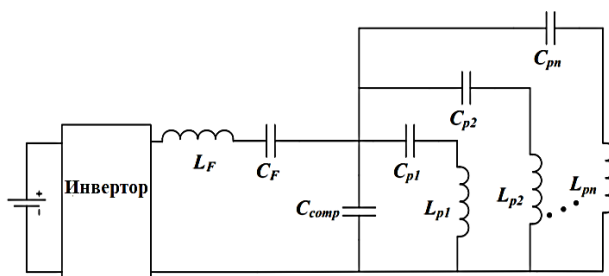 C_pn
C_p2
L_F
C_F
C_p1
Инвертор
+
-
C_comp
L_p1
L_p2
L_pn